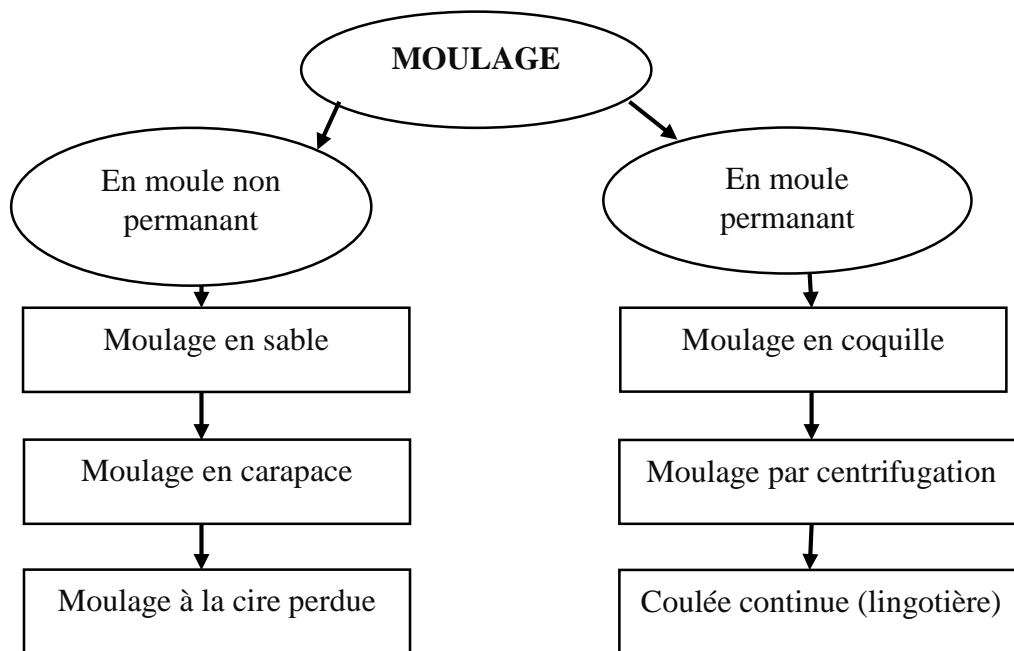 MOULAGE
En moule non
permanant
En moule
permanant
Moulage en sable
Moulage en coquille
Moulage en carapace
Moulage par centrifugation
Moulage à la cire perdue
Coulée continue (lingotière)